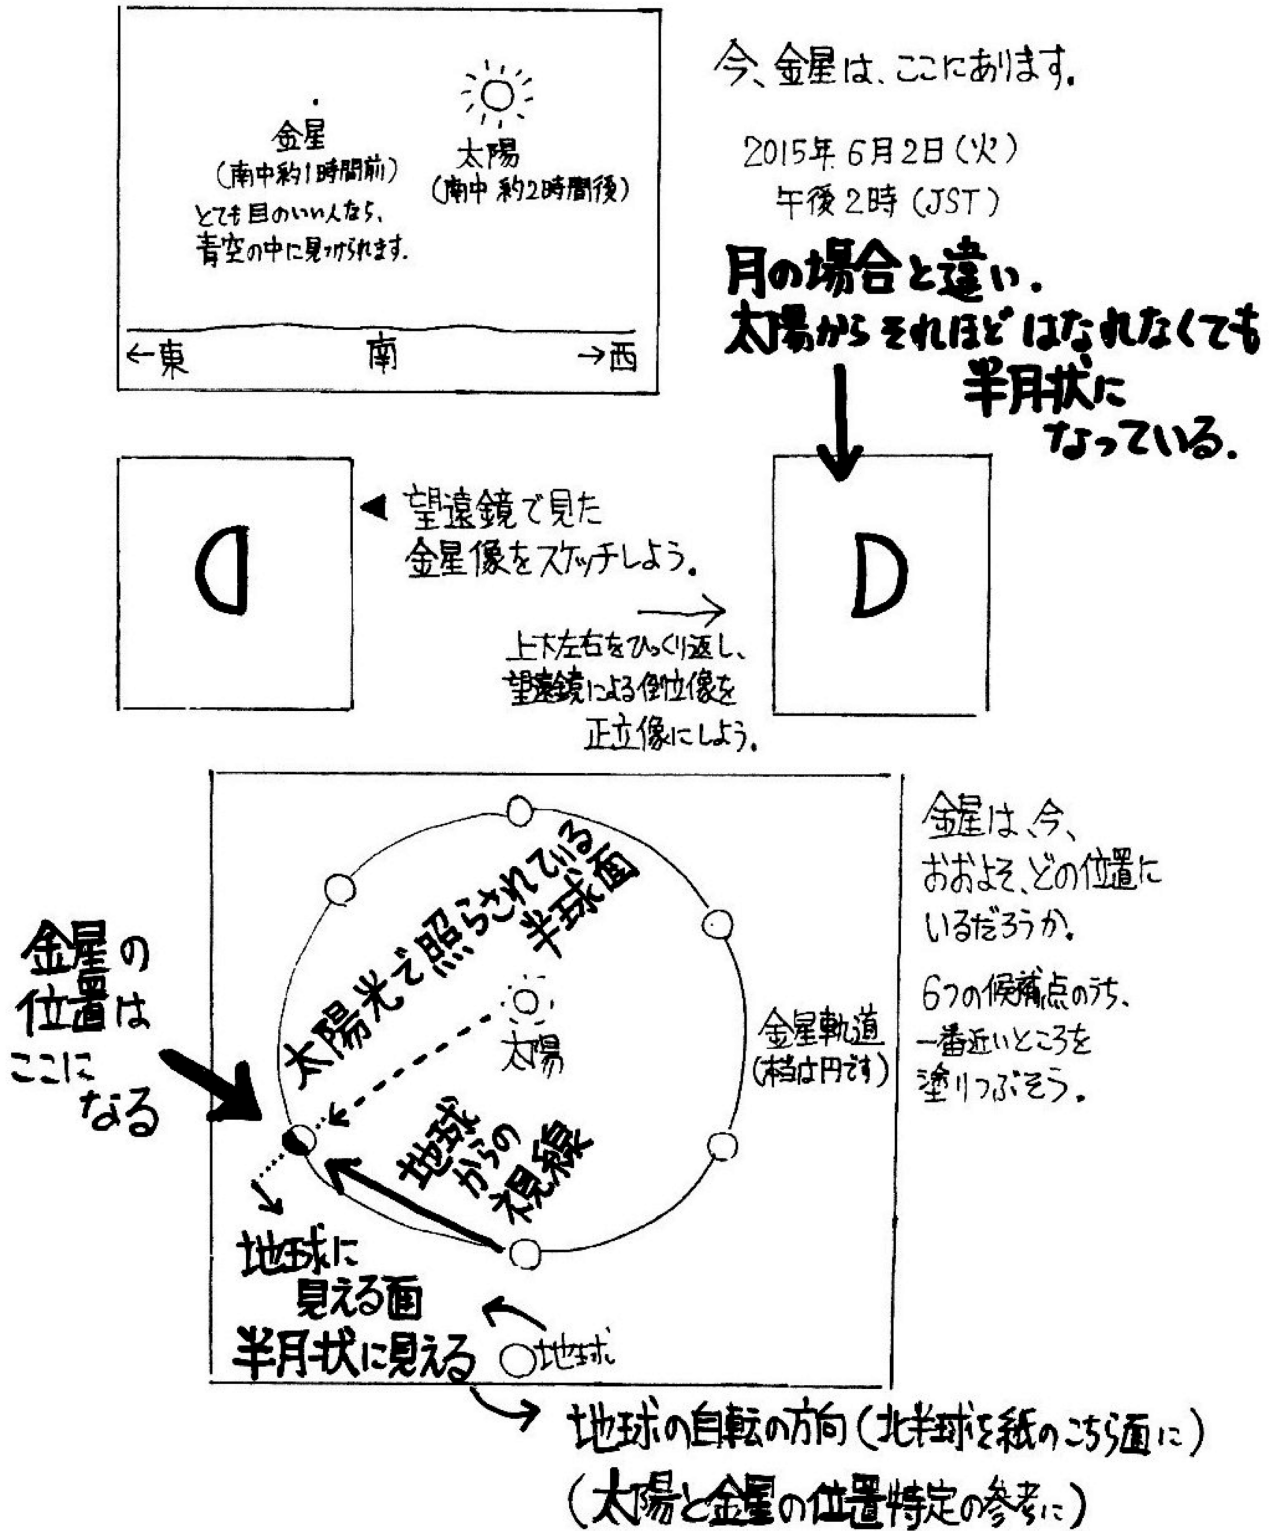 今、金星は、ここにあります。
2015年6月2日(火)
午後2時(JST)
金星
(南中約1時間前)
とても目のいい人なら、
青空の中に見つけられます。
太陽
(南中約2時間後)
←東
南
→西
月の場合と違い.
太陽からそれほどはなれなくても
半月状に
なっている.
◀望遠鏡で見た
金星像をスケッチしよう。
上下左右をひっくり返し、
望遠鏡による倒立像を
正立像にしよう。
金星は、今、
おおよそ、どの位置に
いるだろうか。
6つの候補点のうち、
一番近いところを
塗りつぶそう。
金星の
位置は
ここに
なる
太陽光で照らされている
半球面
太陽
金星軌道
(本当は円です)
地球
からの
視線
地球に
見える面
半月状に見える
地球
地球の自転の方向(北半球を紙のこちら面に)
(太陽と金星の位置特定の参考に)